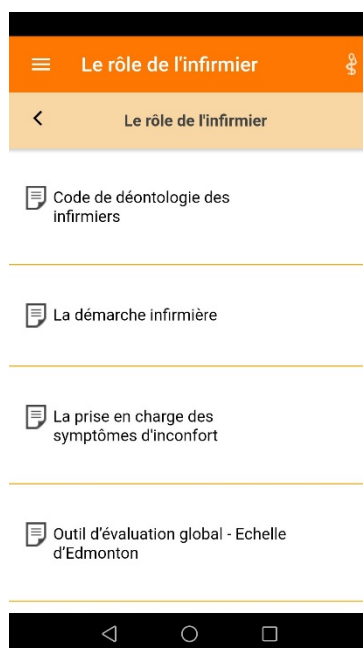 Le rôle de l'infirmier
Le rôle de l'infirmier
Code de déontologie des
infirmiers
La démarche infirmière
La prise en charge des
symptômes d'inconfort
Outil d'évaluation global - Echelle
d'Edmonton